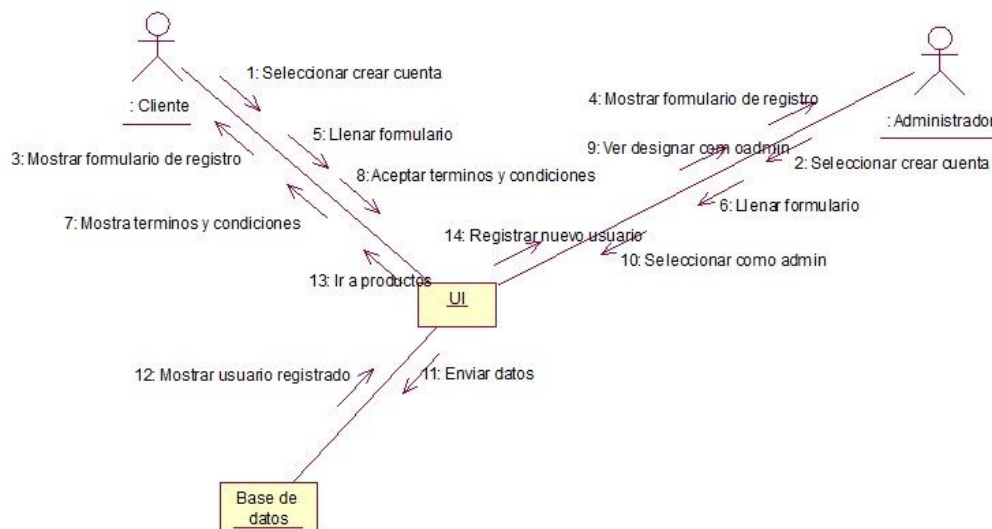 1: Seleccionar crear cuenta
: Cliente
4: Mostrar formulario de registro
: Administrador
5: Llenar formulario
3: Mostrar formulario de registro
9: Ver designar com oadmin
2: Seleccionar crear cuenta
8: Aceptar terminos y condiciones
6: Llenar formulario
7: Mostra terminos y condiciones
14: Registrar nuevo usuario
10: Seleccionar como admin
13: Ir a productos
UI
12: Mostrar usuario registrado
11: Enviar datos
Base de
datos